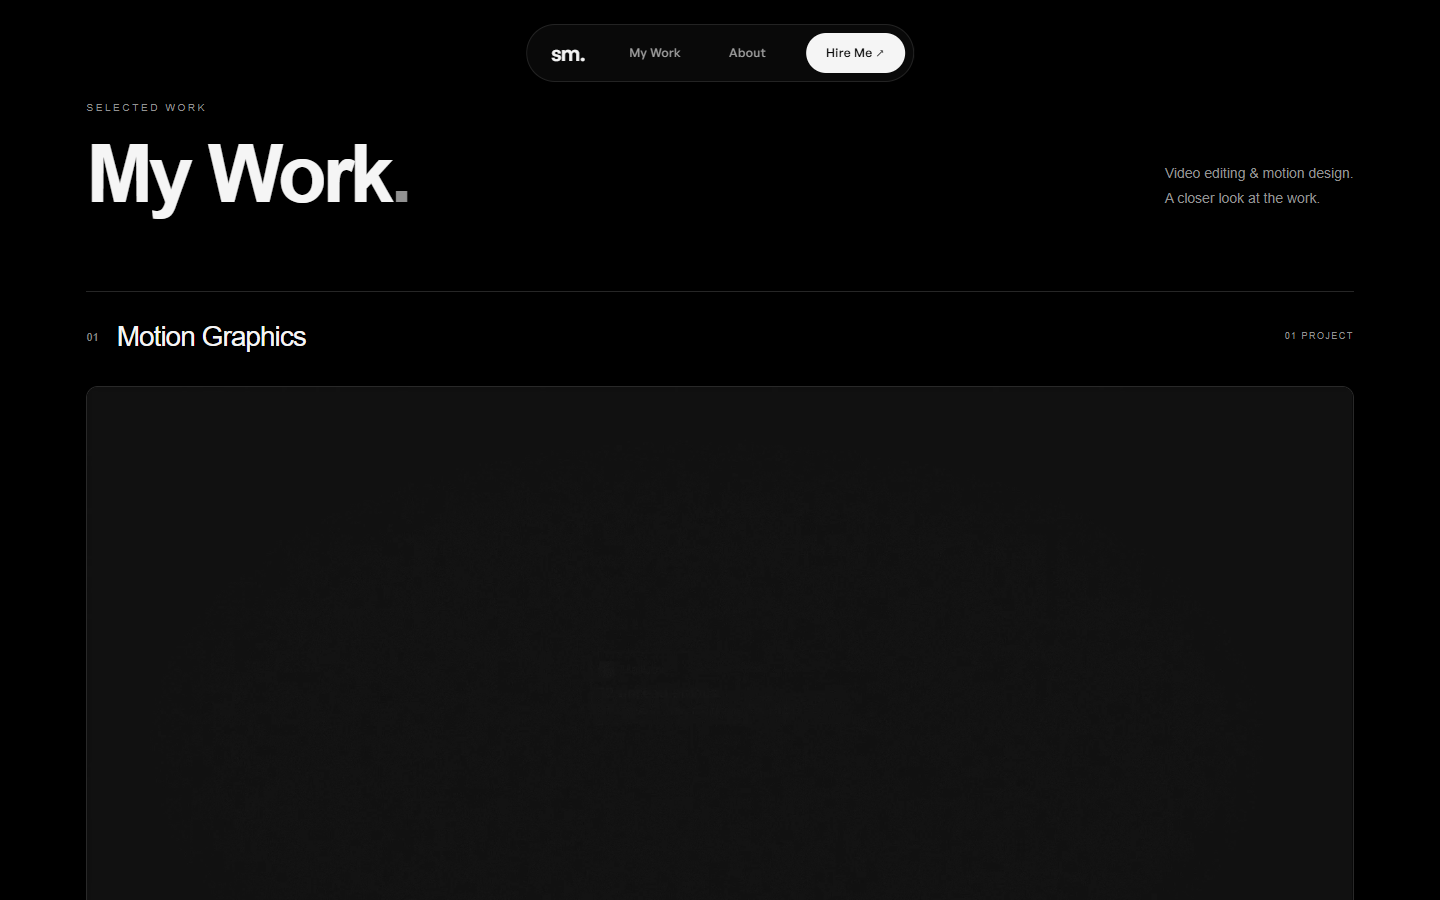 sm.
My Work
About
Hire Me ↗
SELECTED WORK
My Work.
Video editing & motion design.
A closer look at the work.
01
Motion Graphics
01 PROJECT